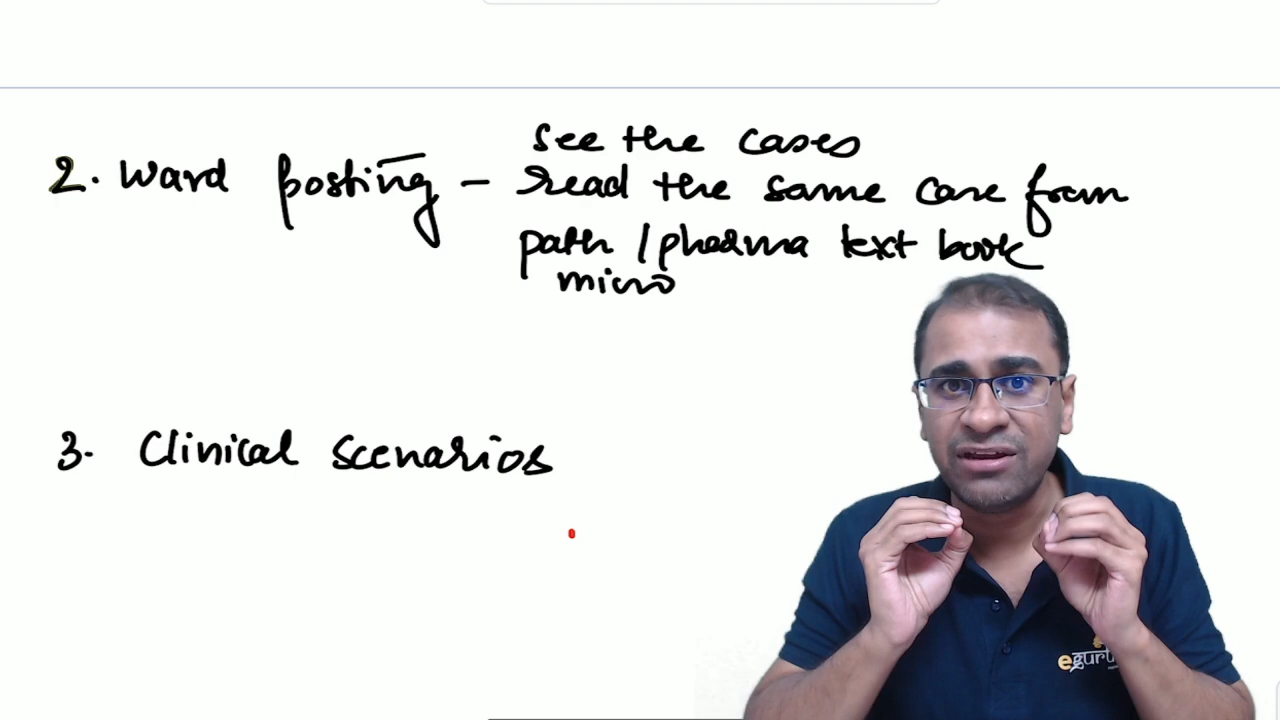 see the cases
2. Ward posting - read the same case from
path / pharma text book
micro
3. Clinical scenarios
eguru